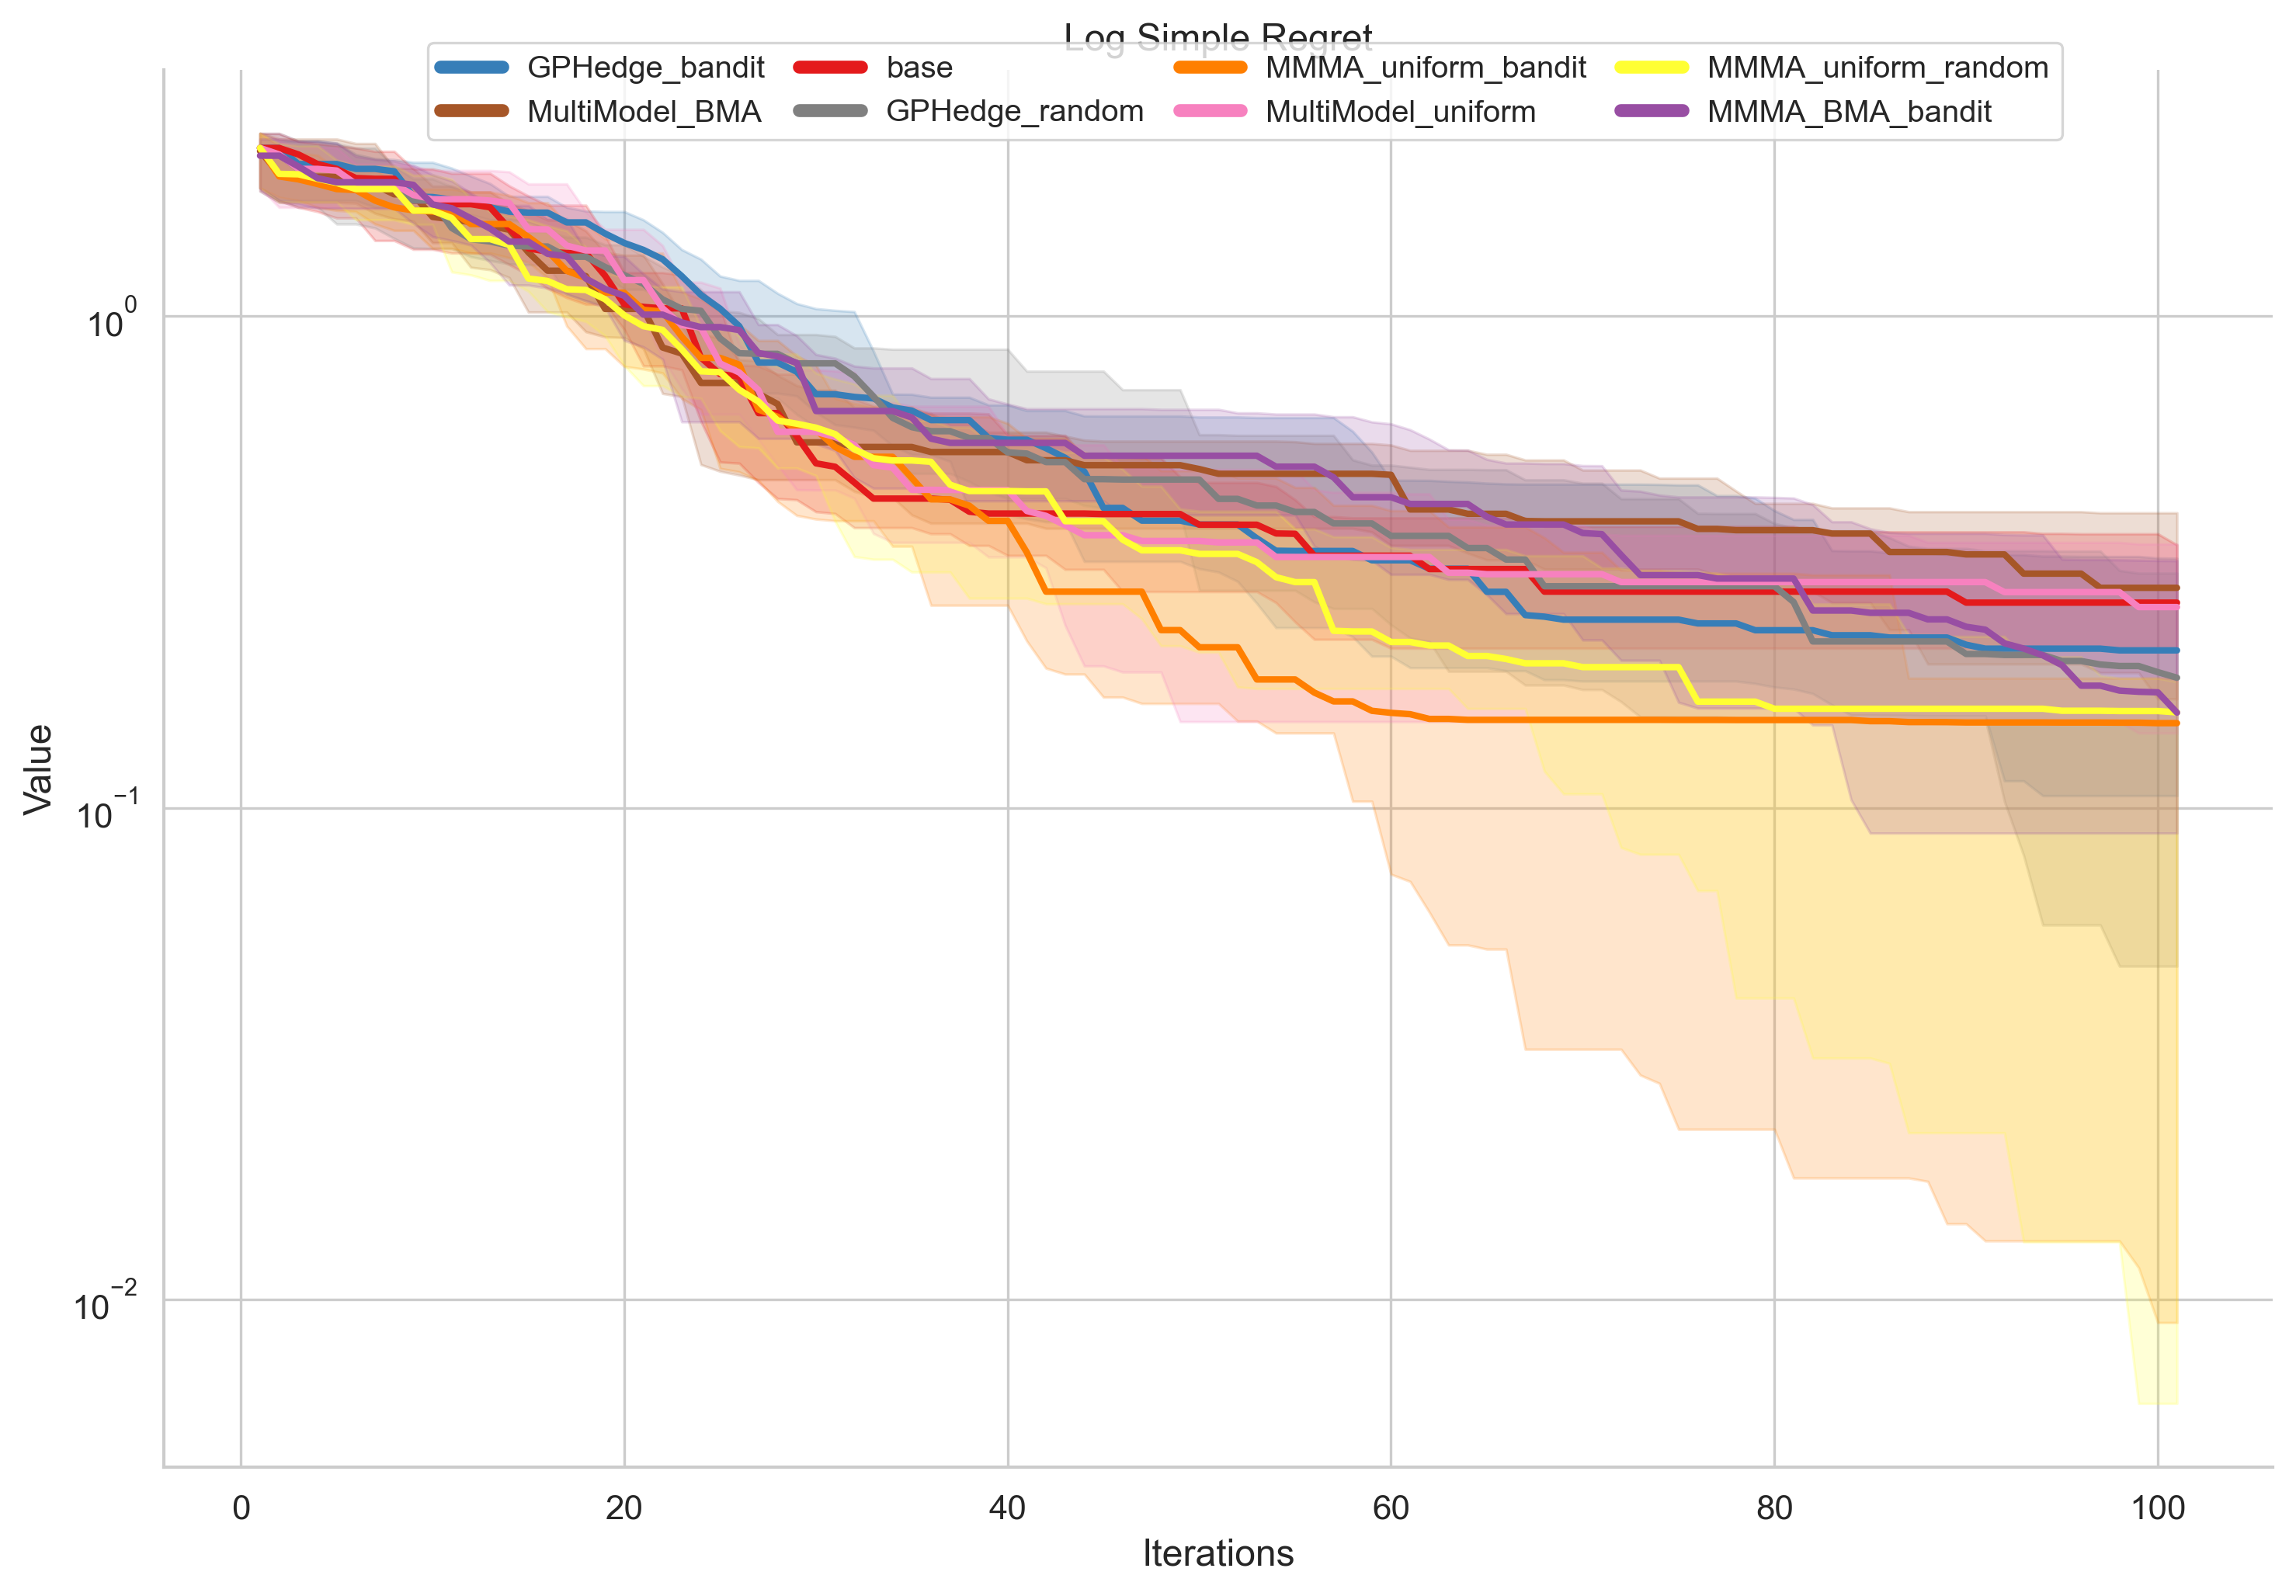 Log Simple Regret
GPHedge_bandit base MMMA_uniform_bandit MMMA_uniform_random
MultiModel_BMA GPHedge_random MultiModel_uniform MMMA_BMA_bandit
Value
10^0
10^−1
10^−2
0 20 40 60 80 100
Iterations